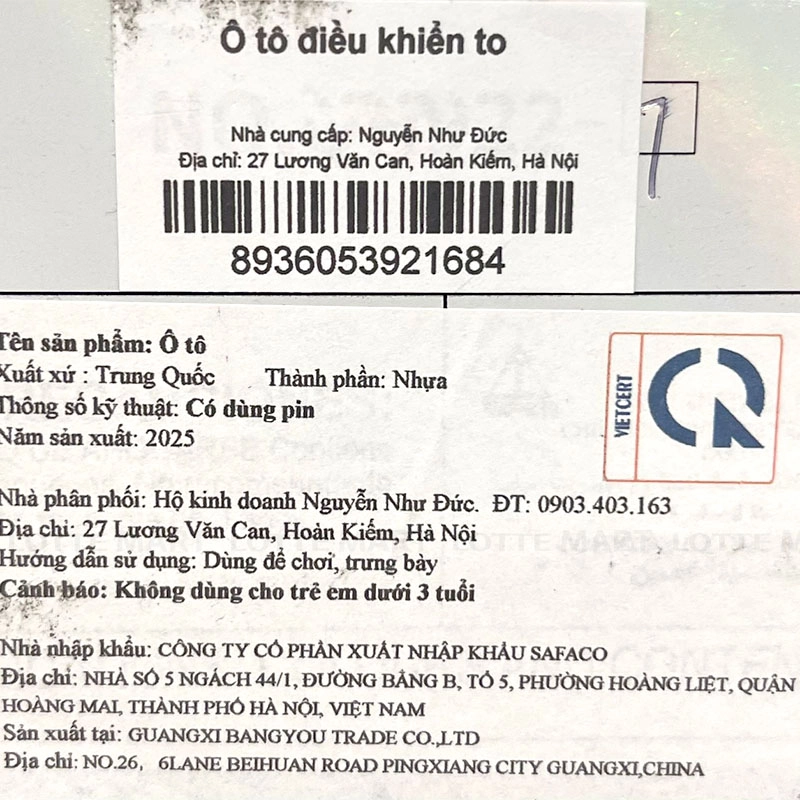 Ô tô điều khiển to
Nhà cung cấp: Nguyễn Như Đức
Địa chỉ: 27 Lương Văn Can, Hoàn Kiếm, Hà Nội
8936053921684
7
Tên sản phẩm: Ô tô
Xuất xứ : Trung Quốc Thành phần: Nhựa
Thông số kỹ thuật: Có dùng pin
Năm sản xuất: 2025
VIETCERT
CR
Nhà phân phối: Hộ kinh doanh Nguyễn Như Đức. ĐT: 0903.403.163
Địa chỉ: 27 Lương Văn Can, Hoàn Kiếm, Hà Nội
Hướng dẫn sử dụng: Dùng để chơi, trưng bày
Cảnh báo: Không dùng cho trẻ em dưới 3 tuổi
Nhà nhập khẩu: CÔNG TY CỔ PHẦN XUẤT NHẬP KHẨU SAFACO
Địa chỉ: NHÀ SỐ 5 NGÁCH 44/1, ĐƯỜNG BẰNG B, TỔ 5, PHƯỜNG HOÀNG LIỆT, QUẬN
HOÀNG MAI, THÀNH PHỐ HÀ NỘI, VIỆT NAM
Sản xuất tại: GUANGXI BANGYOU TRADE CO.,LTD
Địa chỉ: NO.26, 6LANE BEIHUAN ROAD PINGXIANG CITY GUANGXI,CHINA